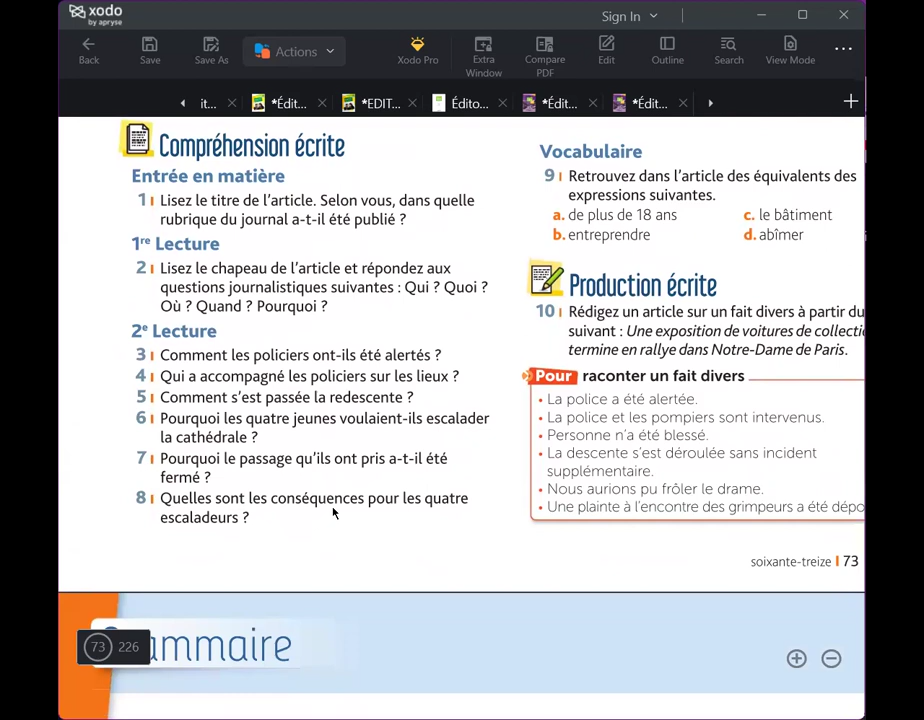 xodo
by apryse
Sign In
Back
Save
Save As
Actions
Xodo Pro
Extra Window
Compare PDF
Edit
Outline
Search
View Mode
it...
*Édit...
*EDIT...
Édito...
*Édit...
*Édit...
Compréhension écrite
Entrée en matière
1 Lisez le titre de l'article. Selon vous, dans quelle
rubrique du journal a-t-il été publié ?
1re Lecture
2 Lisez le chapeau de l'article et répondez aux
questions journalistiques suivantes : Qui ? Quoi ?
Où ? Quand ? Pourquoi ?
2e Lecture
3 Comment les policiers ont-ils été alertés ?
4 Qui a accompagné les policiers sur les lieux ?
5 Comment s'est passée la redescente ?
6 Pourquoi les quatre jeunes voulaient-ils escalader
la cathédrale ?
7 Pourquoi le passage qu'ils ont pris a-t-il été
fermé ?
8 Quelles sont les conséquences pour les quatre
escaladeurs ?
Vocabulaire
9 Retrouvez dans l'article des équivalents des
expressions suivantes.
a. de plus de 18 ans
c. le bâtiment
b. entreprendre
d. abîmer
Production écrite
10 Rédigez un article sur un fait divers à partir du
suivant : Une exposition de voitures de collecti
termine en rallye dans Notre-Dame de Paris.
Pour raconter un fait divers
• La police a été alertée.
• La police et les pompiers sont intervenus.
• Personne n'a été blessé.
• La descente s'est déroulée sans incident
supplémentaire.
• Nous aurions pu frôler le drame.
• Une plainte à l'encontre des grimpeurs a été dépo
soixante-treize 73
73 226
ammaire